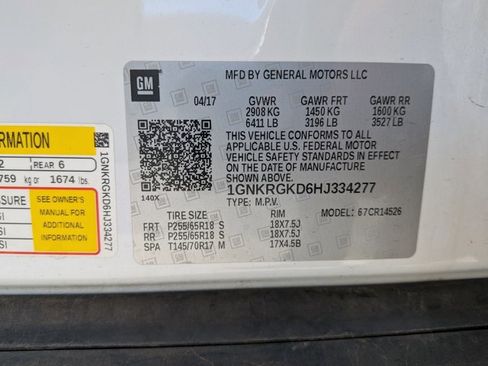 GM
MFD BY GENERAL MOTORS LLC
04/17 GVWR GAWR FRT GAWR RR
2908 KG 1450 KG 1600 KG
6411 LB 3196 LB 3527 LB
THIS VEHICLE CONFORMS TO ALL
APPLICABLE U.S. FEDERAL MOTOR
VEHICLE SAFETY STANDARDS IN EFFECT
ON THE DATE OF MANUFACTURE
SHOWN ABOVE.
1GNKRGKD6HJ334277
TYPE: M.P.V. MODEL: 67CR14526
140X
TIRE SIZE RIM
FRT P255/65R18 S 18X7.5J
RR P255/65R18 S 18X7.5J
SPA T145/70R17 M 17X4.5B
2 REAR 6
759 kg or 1674 lbs.
SEE OWNER'S
MANUAL FOR
ADDITIONAL
INFORMATION
1GNKRGKD6HJ334277